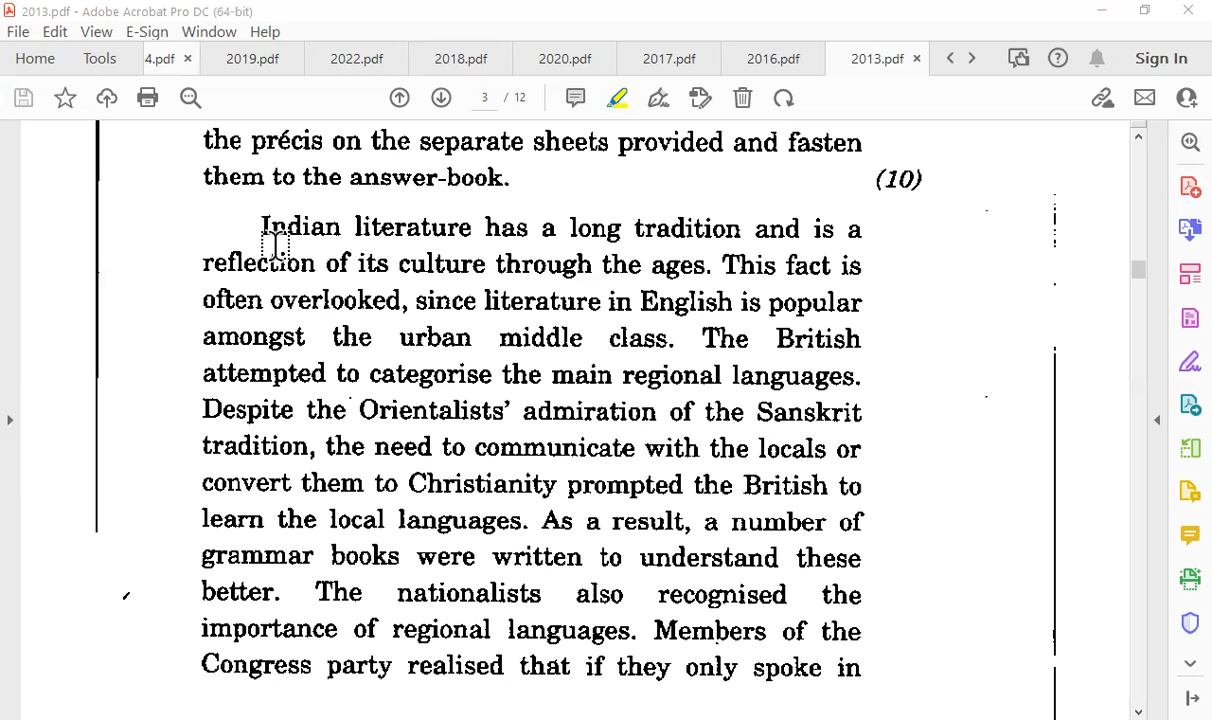 2013.pdf - Adobe Acrobat Pro DC (64-bit)
File Edit View E-Sign Window Help
Home Tools 4.pdf × 2019.pdf 2022.pdf 2018.pdf 2020.pdf 2017.pdf 2016.pdf 2013.pdf × Sign In
3 / 12
the précis on the separate sheets provided and fasten
them to the answer-book. (10)
Indian literature has a long tradition and is a
reflection of its culture through the ages. This fact is
often overlooked, since literature in English is popular
amongst the urban middle class. The British
attempted to categorise the main regional languages.
Despite the Orientalists' admiration of the Sanskrit
tradition, the need to communicate with the locals or
convert them to Christianity prompted the British to
learn the local languages. As a result, a number of
grammar books were written to understand these
better. The nationalists also recognised the
importance of regional languages. Members of the
Congress party realised that if they only spoke in